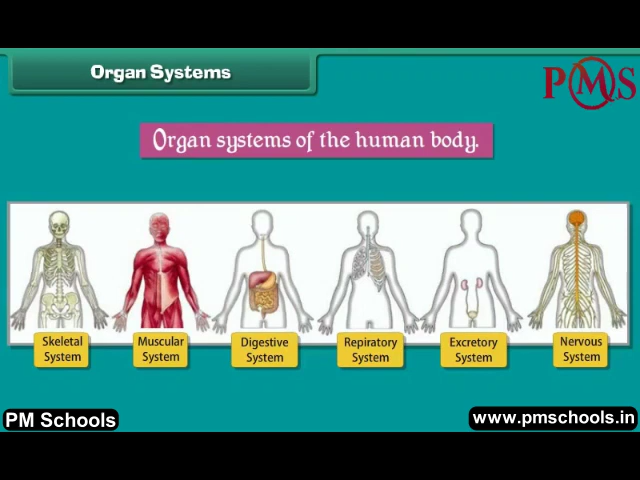 Organ Systems
PMS
Organ systems of the human body.
Skeletal
System
Muscular
System
Digestive
System
Repiratory
System
Excretory
System
Nervous
System
PM Schools
www.pmschools.in